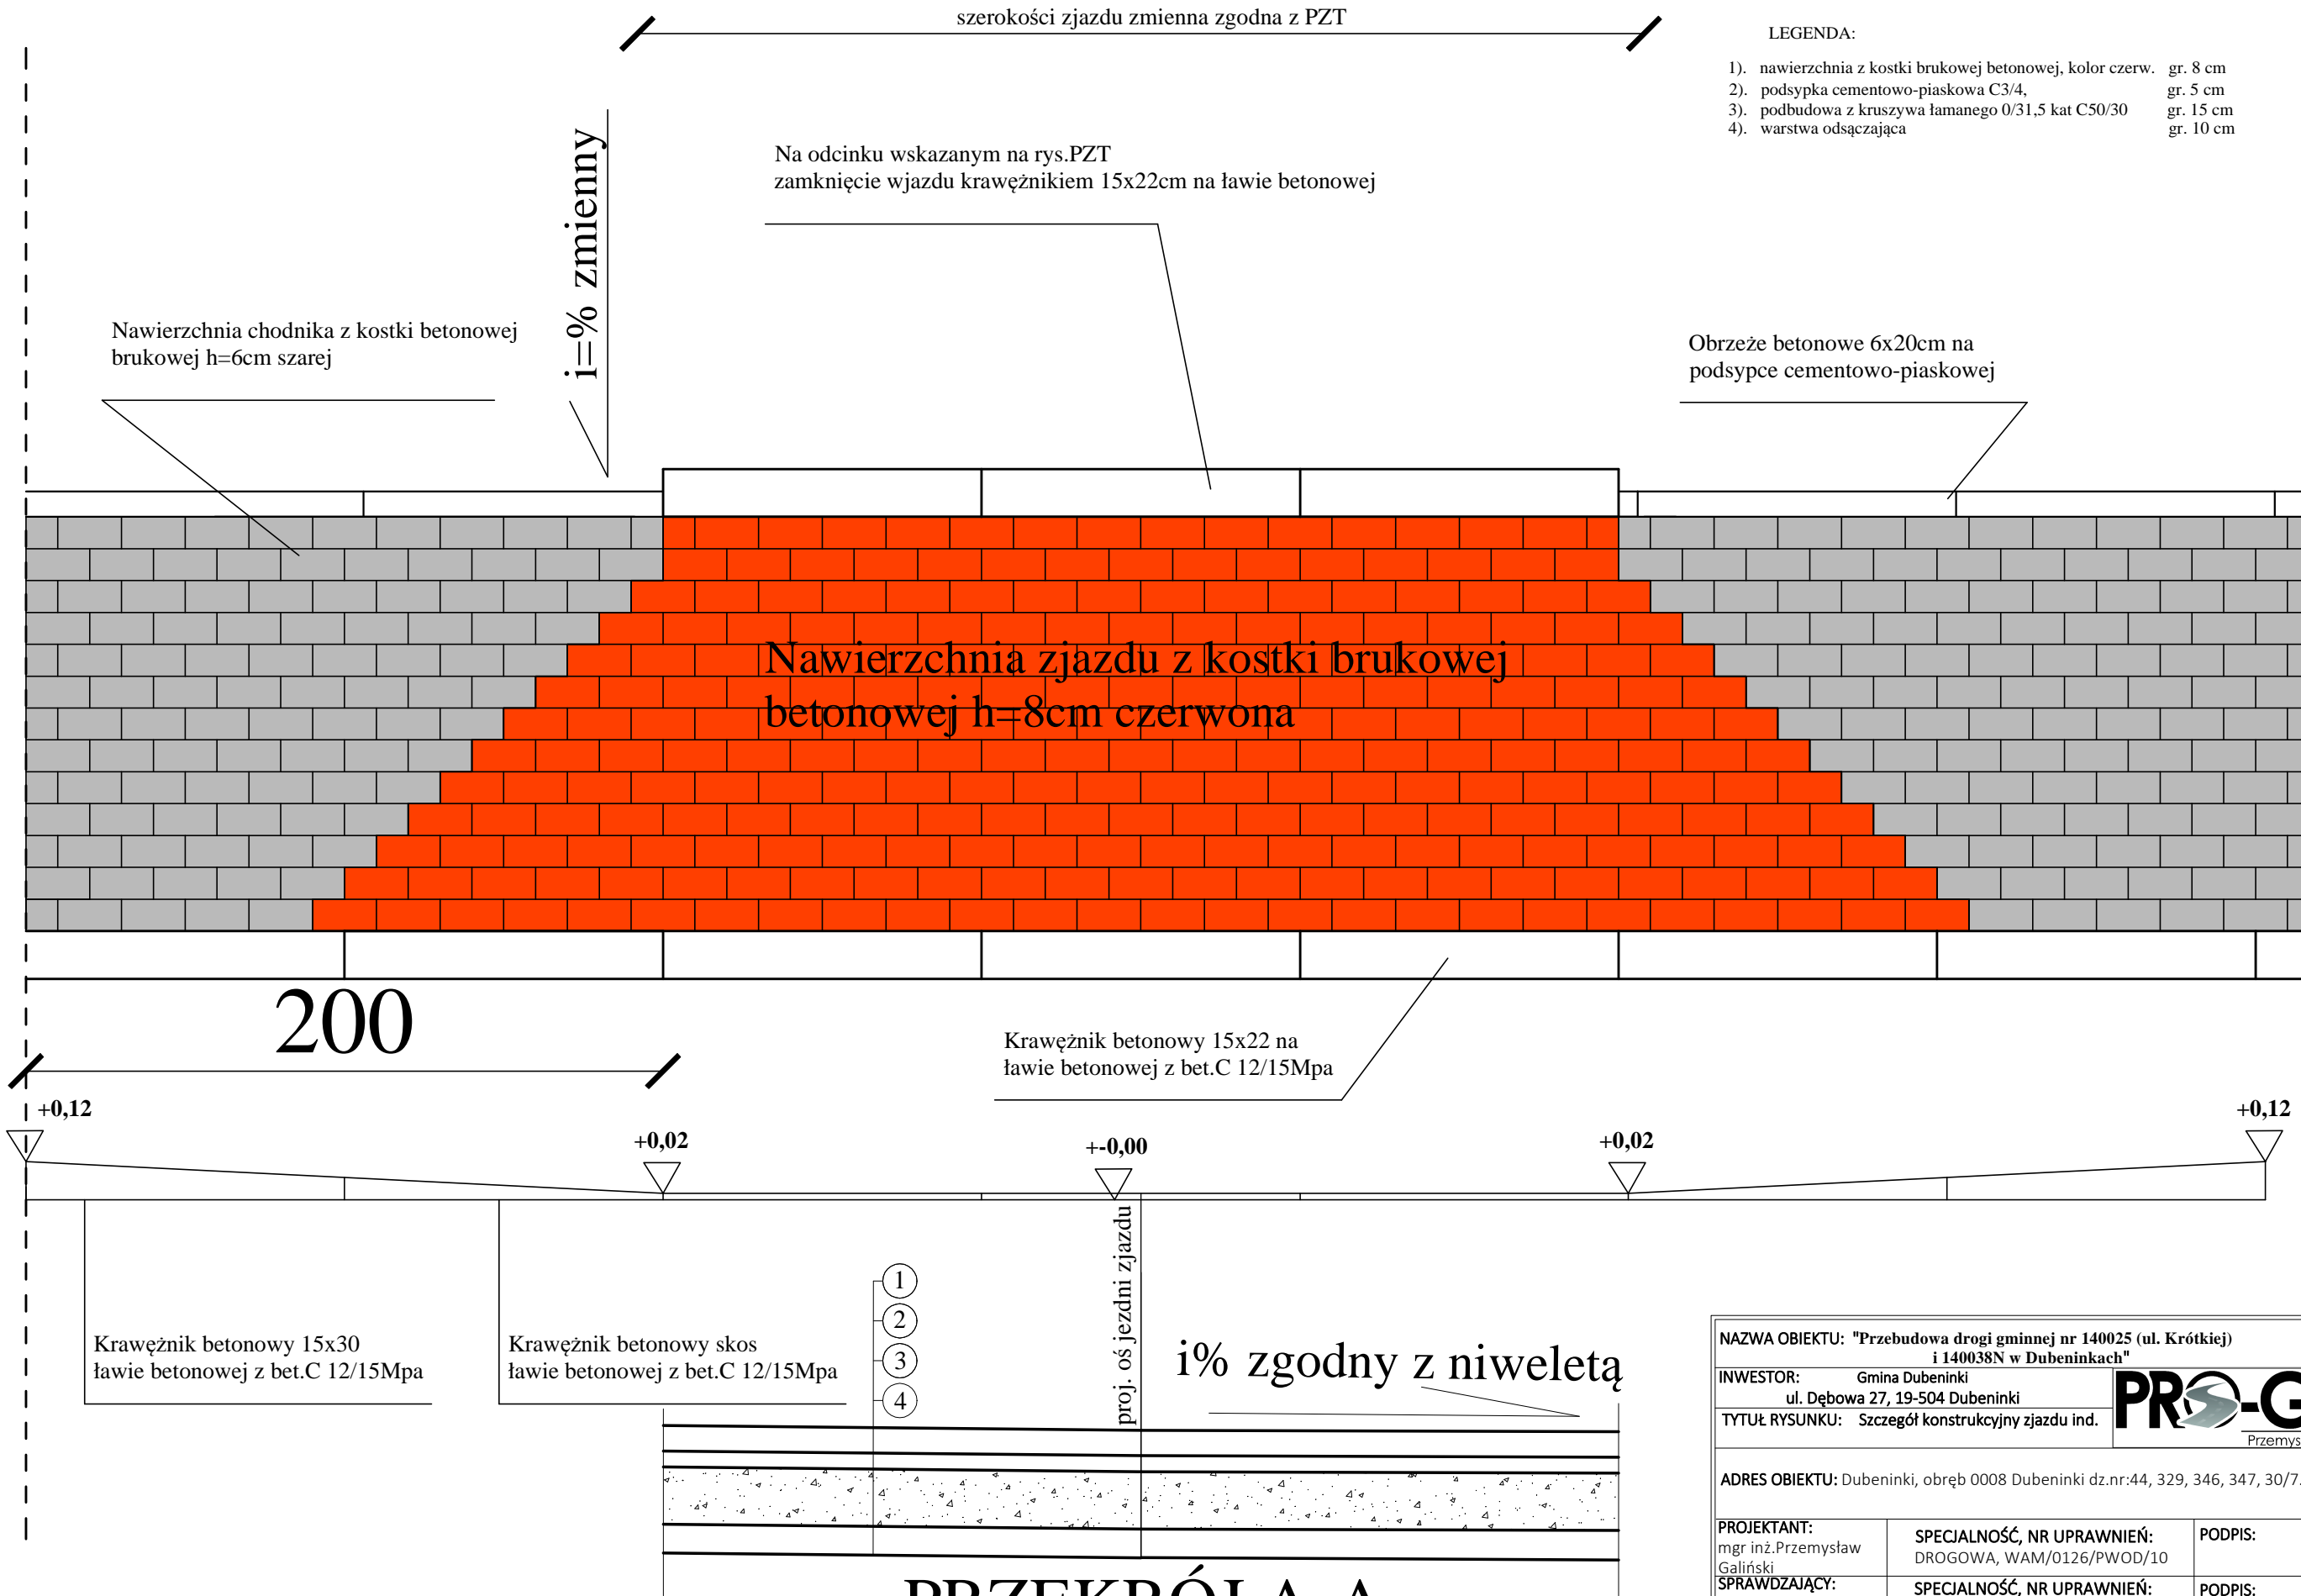 szerokości zjazdu zmienna zgodna z PZT
LEGENDA:
1). nawierzchnia z kostki brukowej betonowej, kolor czerw. gr. 8 cm
2). podsypka cementowo-piaskowa C3/4, gr. 5 cm
3). podbudowa z kruszywa łamanego 0/31,5 kat C50/30 gr. 15 cm
4). warstwa odsączająca gr. 10 cm
i=% zmienny
Na odcinku wskazanym na rys.PZT
zamknięcie wjazdu krawężnikiem 15x22cm na ławie betonowej
Nawierzchnia chodnika z kostki betonowej
brukowej h=6cm szarej
Obrzeże betonowe 6x20cm na
podsypce cementowo-piaskowej
Nawierzchnia zjazdu z kostki brukowej
betonowej h=8cm czerwona
200
Krawężnik betonowy 15x22 na
ławie betonowej z bet.C 12/15Mpa
+0,12
+0,02
+-0,00
+0,02
+0,12
proj. oś jezdni zjazdu
Krawężnik betonowy 15x30
ławie betonowej z bet.C 12/15Mpa
Krawężnik betonowy skos
ławie betonowej z bet.C 12/15Mpa
1
2
3
4
i% zgodny z niweletą
PRZEKRÓJ A-A
NAZWA OBIEKTU: "Przebudowa drogi gminnej nr 140025 (ul. Krótkiej)
i 140038N w Dubeninkach"
INWESTOR: Gmina Dubeninki
ul. Dębowa 27, 19-504 Dubeninki
TYTUŁ RYSUNKU: Szczegół konstrukcyjny zjazdu ind.
PRO-G
Przemys
ADRES OBIEKTU: Dubeninki, obręb 0008 Dubeninki dz.nr:44, 329, 346, 347, 30/7.
PROJEKTANT:
mgr inż.Przemysław
Galiński
SPECJALNOŚĆ, NR UPRAWNIEŃ:
DROGOWA, WAM/0126/PWOD/10
PODPIS:
SPRAWDZAJĄCY:
SPECJALNOŚĆ, NR UPRAWNIEŃ:
PODPIS: